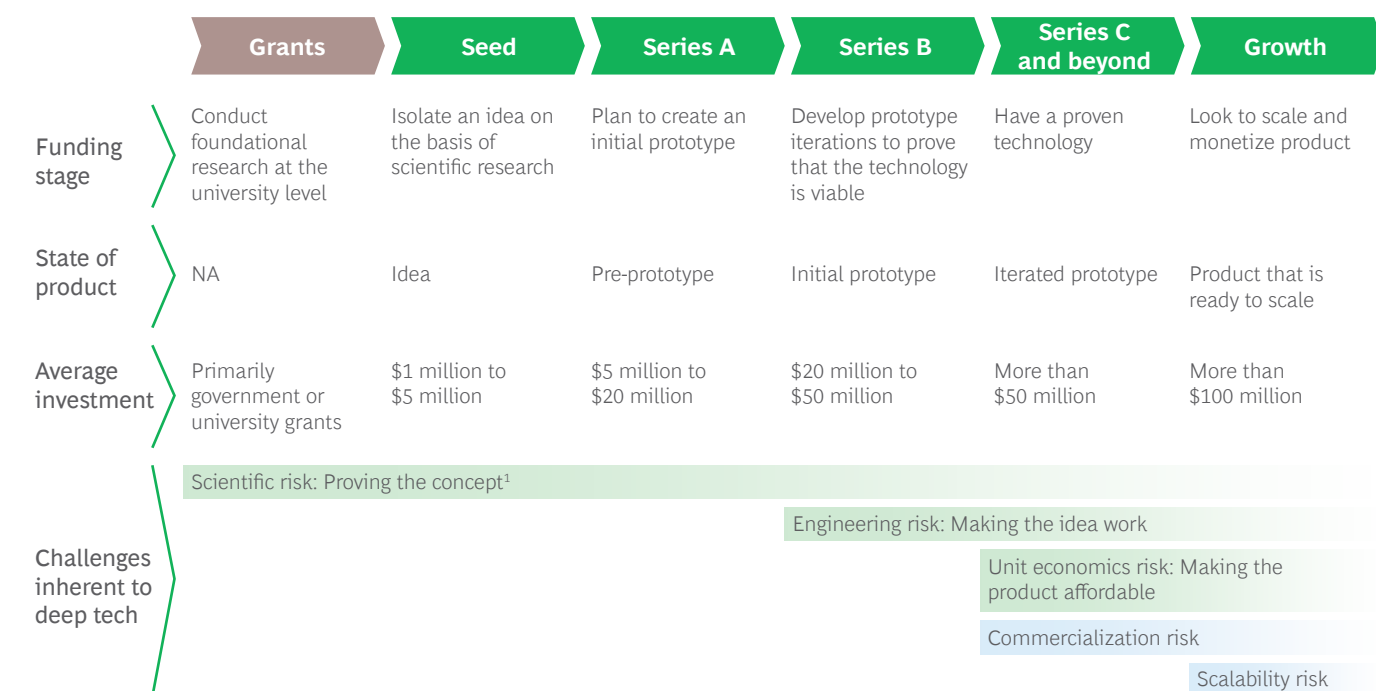 Grants
Seed
Series A
Series B
Series C
and beyond
Growth
Funding
stage
Conduct
foundational
research at the
university level
Isolate an idea on
the basis of
scientific research
Plan to create an
initial prototype
Develop prototype
iterations to prove
that the technology
is viable
Have a proven
technology
Look to scale and
monetize product
State of
product
NA
Idea
Pre-prototype
Initial prototype
Iterated prototype
Product that is
ready to scale
Average
investment
Primarily
government or
university grants
$1 million to
$5 million
$5 million to
$20 million
$20 million to
$50 million
More than
$50 million
More than
$100 million
Challenges
inherent to
deep tech
Scientific risk: Proving the concept¹
Engineering risk: Making the idea work
Unit economics risk: Making the
product affordable
Commercialization risk
Scalability risk